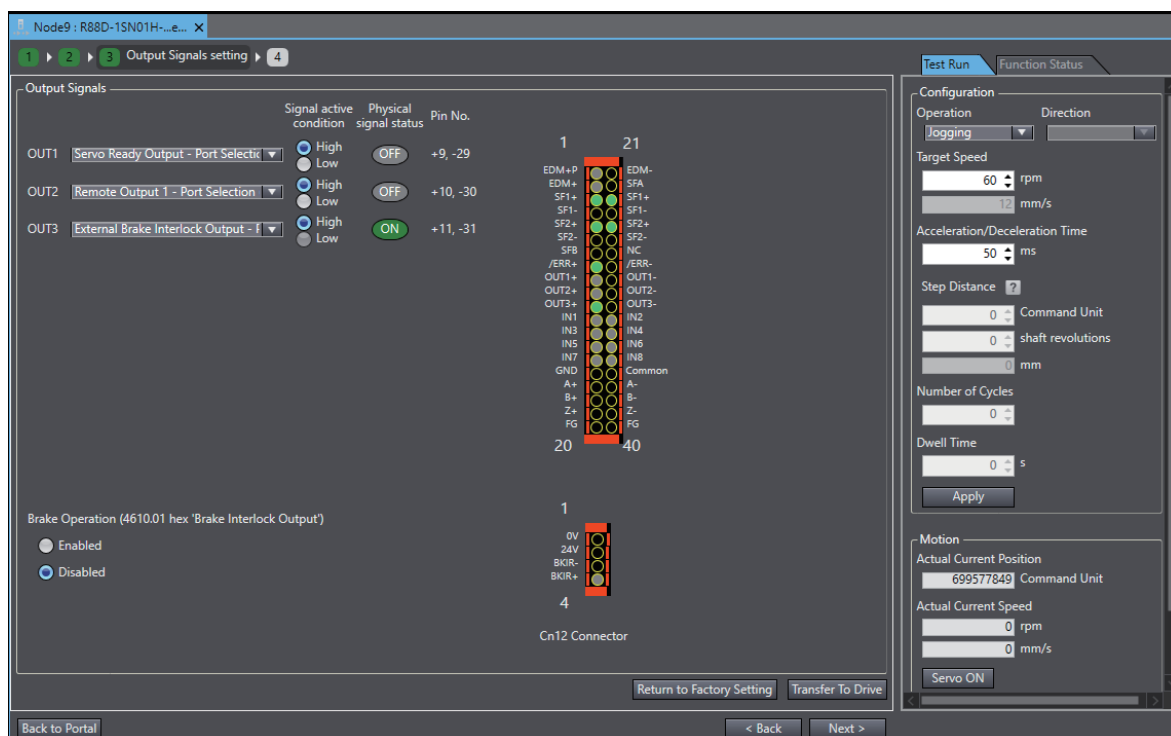 Node9 : R88D-1SN01H-...e... X
1 2 3 Output Signals setting 4
Output Signals
Signal active condition
Physical signal status
Pin No.
OUT1 Servo Ready Output - Port Selectic High Low OFF +9, -29
OUT2 Remote Output 1 - Port Selection High Low OFF +10, -30
OUT3 External Brake Interlock Output - F High Low ON +11, -31
1 21
EDM+P EDM-
EDM+ SFA
SF1+ SF1+
SF1- SF1-
SF2+ SF2+
SF2- SF2-
SFB NC
/ERR+ /ERR-
OUT1+ OUT1-
OUT2+ OUT2-
OUT3+ OUT3-
IN1 IN2
IN3 IN4
IN5 IN6
IN7 IN8
GND Common
A+ A-
B+ B-
Z+ Z-
FG FG
20 40
Brake Operation (4610.01 hex 'Brake Interlock Output')
Enabled
Disabled
1
0V
24V
BKIR-
BKIR+
4
Cn12 Connector
Return to Factory Setting Transfer To Drive
Back to Portal < Back Next >
Test Run Function Status
Configuration
Operation Direction
Jogging
Target Speed
60 rpm
12 mm/s
Acceleration/Deceleration Time
50 ms
Step Distance ?
0 Command Unit
0 shaft revolutions
0 mm
Number of Cycles
0
Dwell Time
0 s
Apply
Motion
Actual Current Position
699577849 Command Unit
Actual Current Speed
0 rpm
0 mm/s
Servo ON